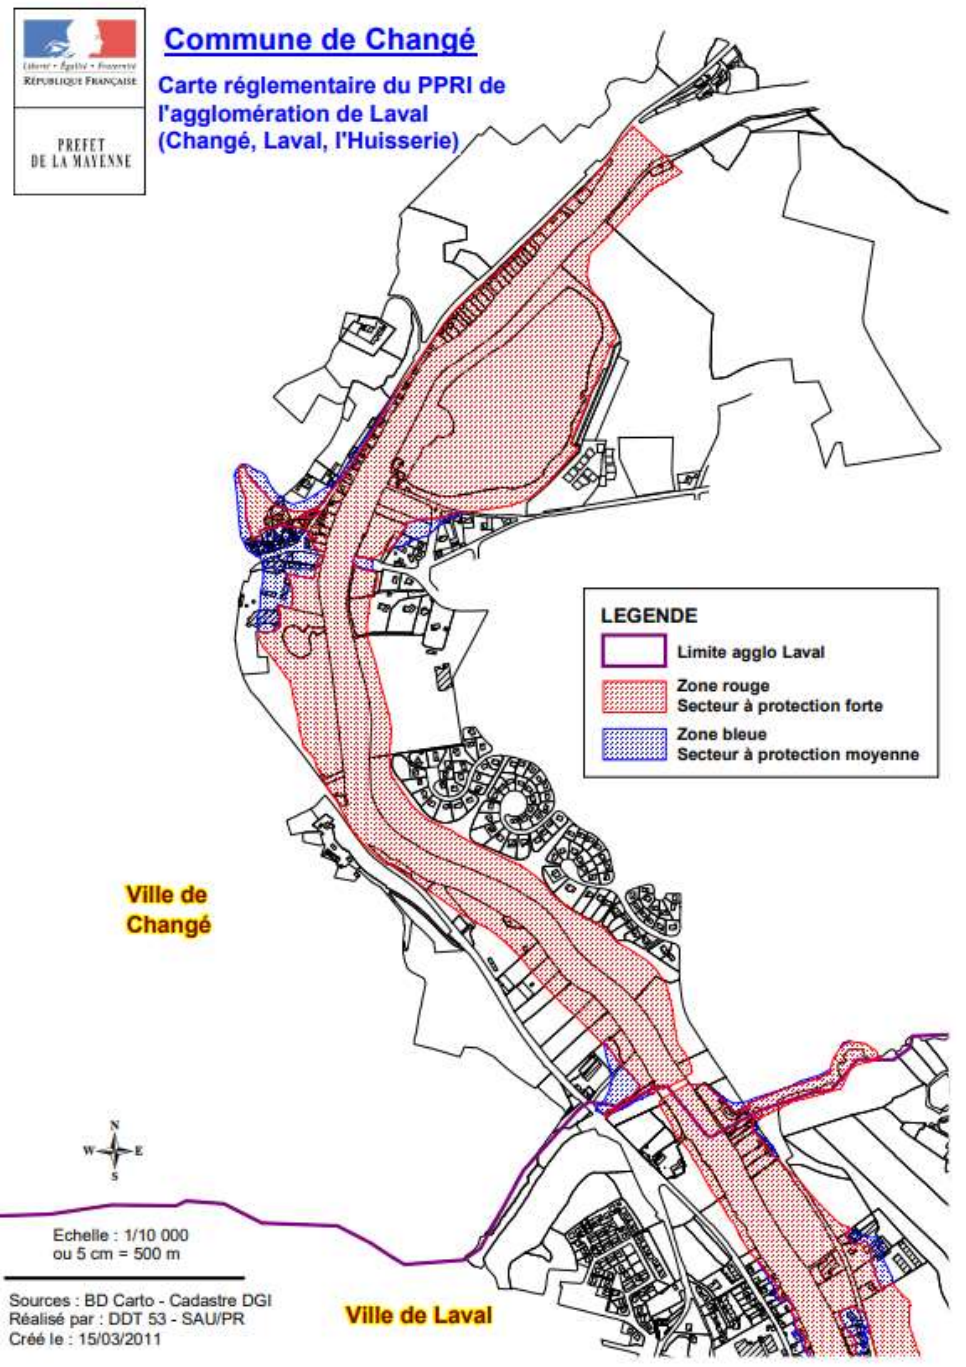 Commune de Changé
Carte réglementaire du PPRI de
l'agglomération de Laval
(Changé, Laval, l'Huisserie)
Liberté • Égalité • Fraternité
RÉPUBLIQUE FRANÇAISE
PREFET
DE LA MAYENNE
LEGENDE
Limite agglo Laval
Zone rouge
Secteur à protection forte
Zone bleue
Secteur à protection moyenne
Ville de
Changé
N
W E
S
Echelle : 1/10 000
ou 5 cm = 500 m
Sources : BD Carto - Cadastre DGI
Réalisé par : DDT 53 - SAU/PR
Créé le : 15/03/2011
Ville de Laval